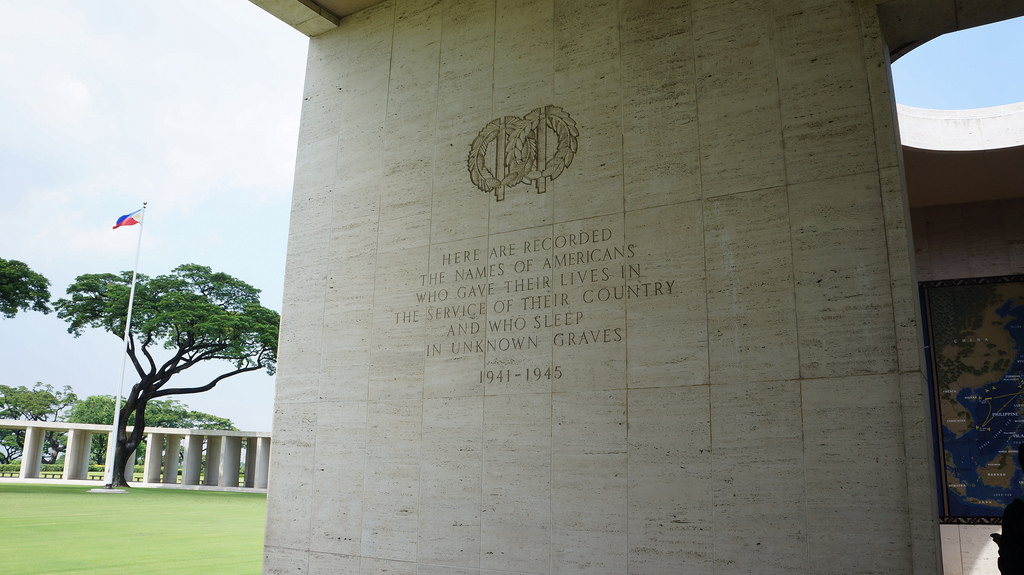 HERE ARE RECORDED
THE NAMES OF AMERICANS
WHO GAVE THEIR LIVES IN
THE SERVICE OF THEIR COUNTRY
AND WHO SLEEP
IN UNKNOWN GRAVES
1941-1945
PHILIPPINE